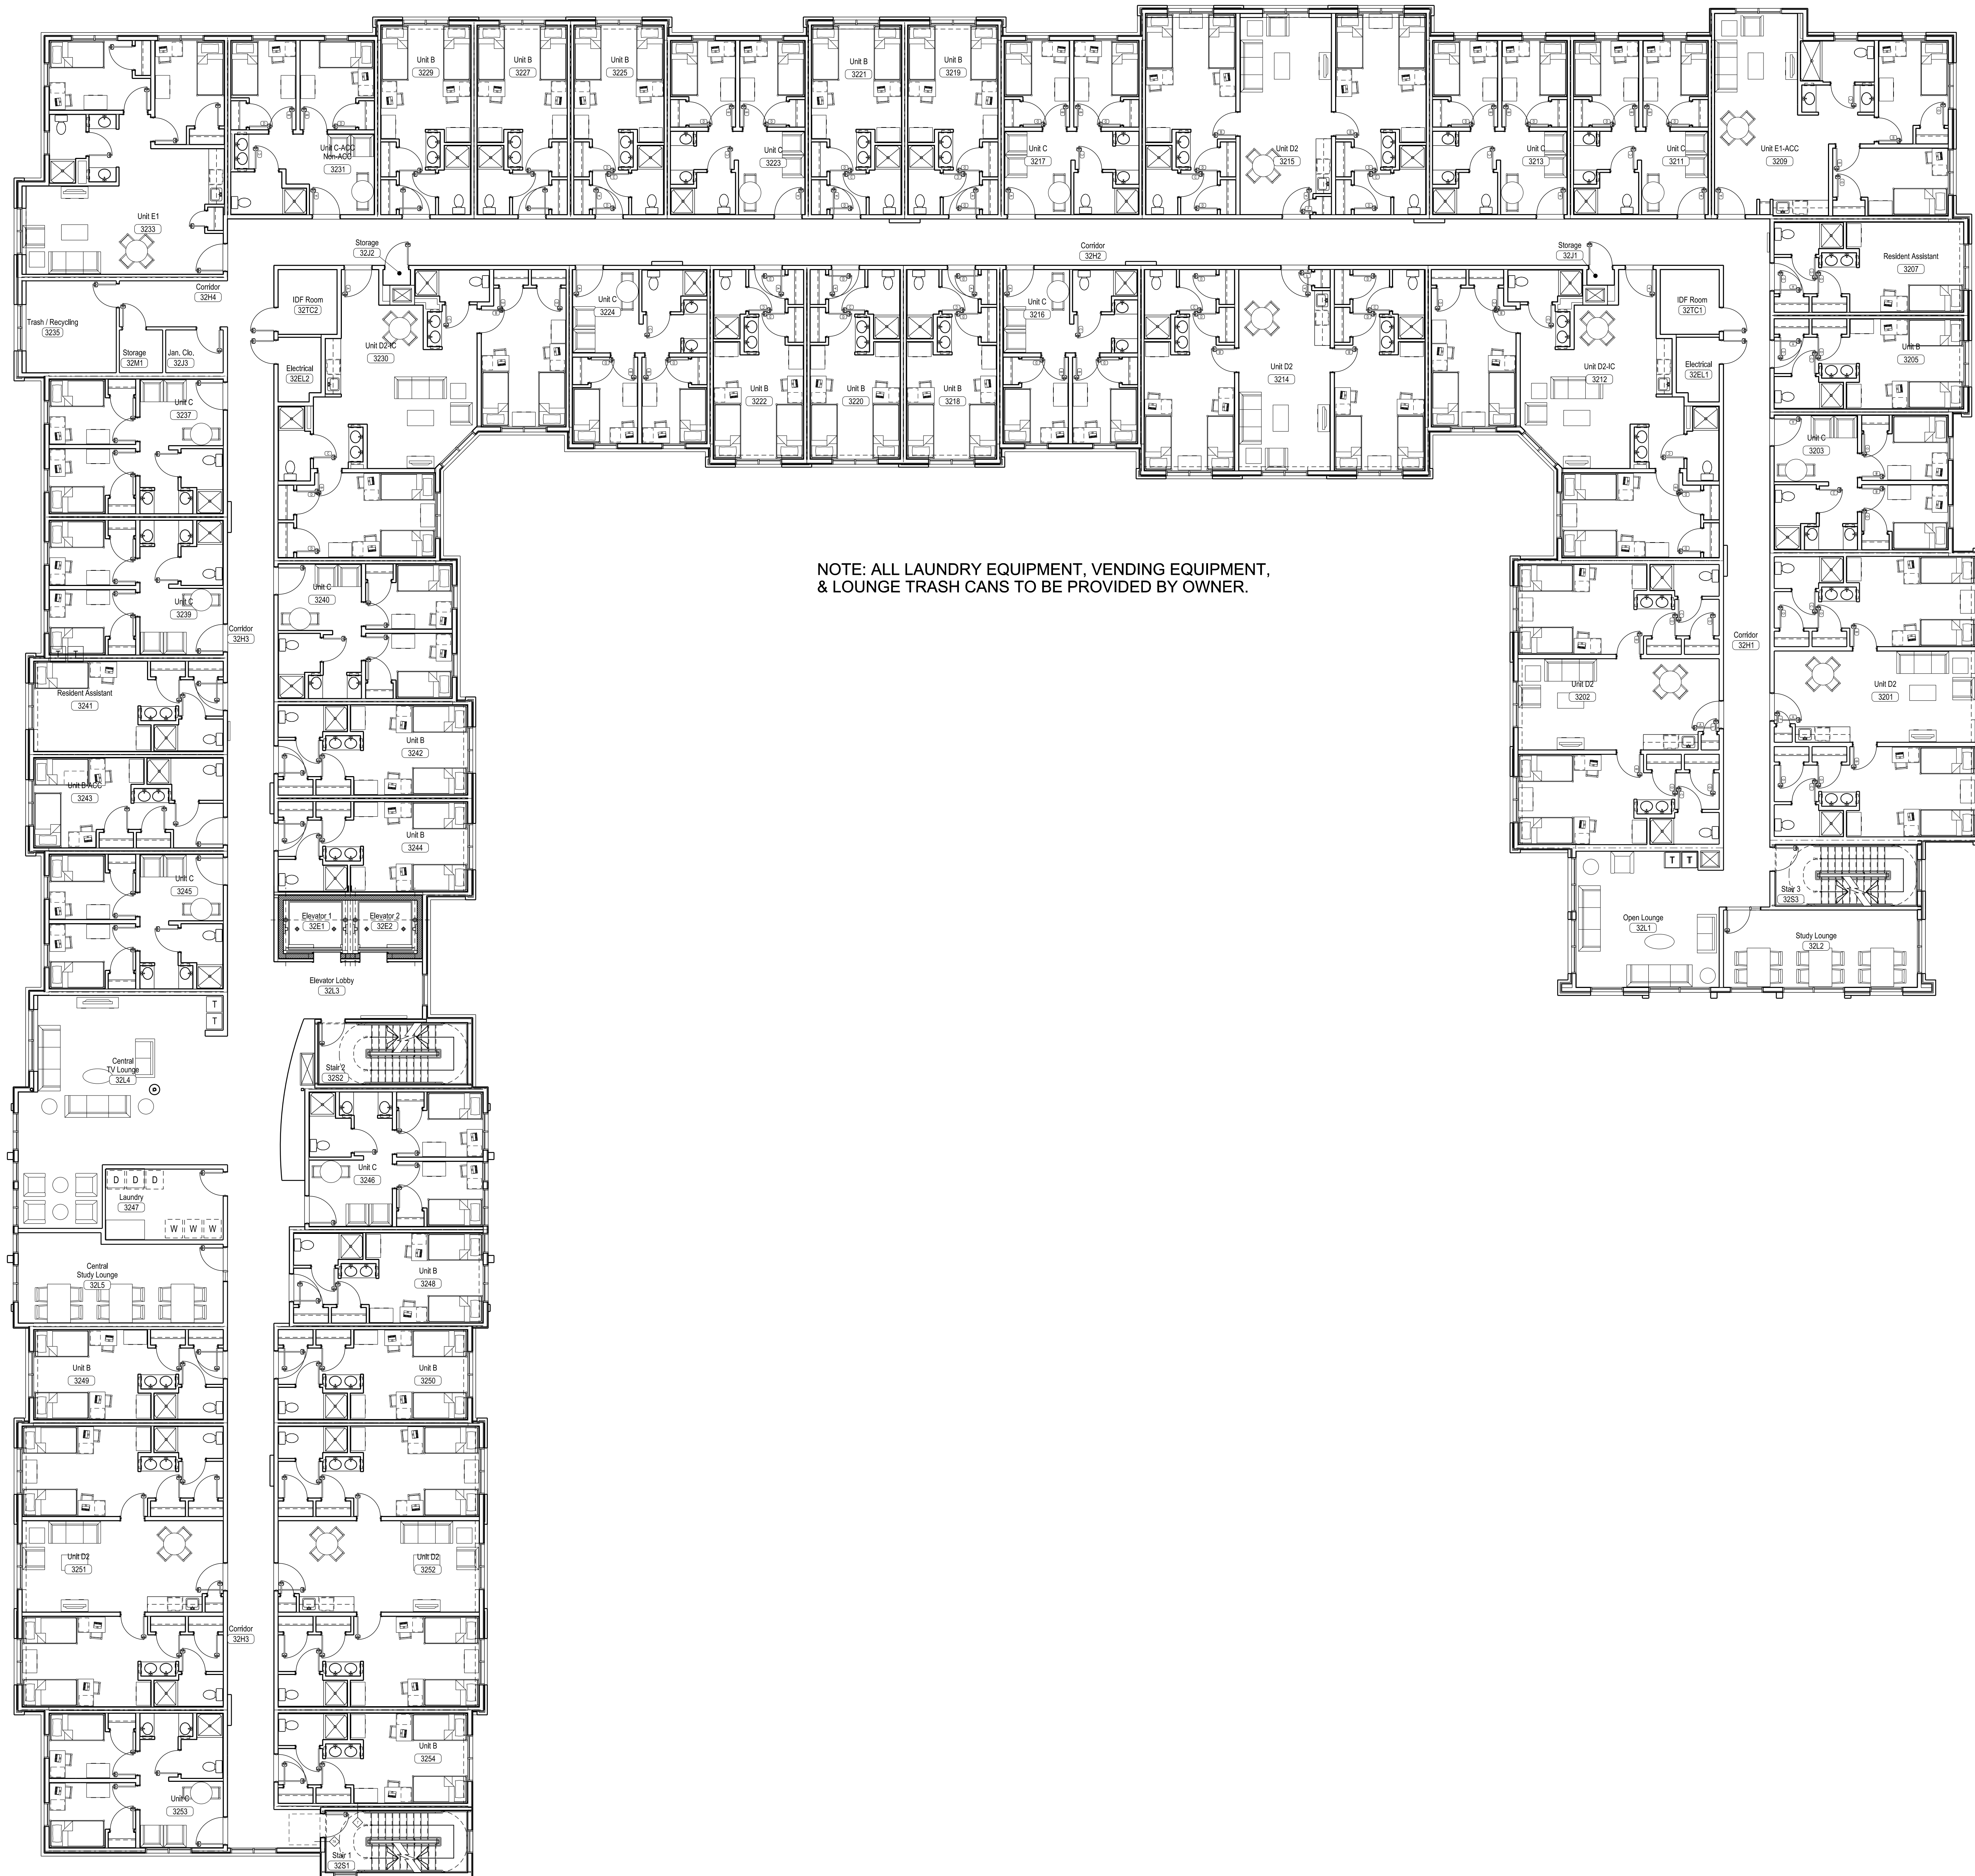 Unit B
3229
Unit B
3227
Unit B
3225
Unit B
3221
Unit B
3219
Unit C-ACC
Non-ACC
3231
Unit C
3223
Unit C
3217
Unit D2
3215
Unit C
3213
Unit C
3211
Unit E1-ACC
3209
Unit E1
3233
Storage
32J2
Corridor
32H2
Storage
32J1
Resident Assistant
3207
Corridor
32H4
IDF Room
32TC2
Unit C
3224
Unit C
3216
IDF Room
32TC1
Trash / Recycling
3235
Storage
32M1
Jan. Clo.
32J3
Unit D2-IC
3230
Electrical
32EL2
Unit B
3222
Unit B
3220
Unit B
3218
Unit D2
3214
Unit D2-IC
3212
Electrical
32EL1
Unit B
3205
Unit C
3237
Unit C
3203
NOTE: ALL LAUNDRY EQUIPMENT, VENDING EQUIPMENT,
& LOUNGE TRASH CANS TO BE PROVIDED BY OWNER.
Unit C
3239
Unit C
3240
Corridor
32H3
Corridor
32H1
T T
Resident Assistant
3241
Unit D2
3202
Unit D2
3201
Unit B
3242
Unit B-ACC
3243
Unit B
3244
Unit C
3245
T T
Stair 3
32S3
Elevator 1
32E1
Elevator 2
32E2
Open Lounge
32L1
Study Lounge
32L2
Elevator Lobby
32L3
T
T
Central
TV Lounge
32L4
Stair 2
32S2
Unit C
3246
D D D
Laundry
3247
W W W
Central
Study Lounge
32L5
Unit B
3248
Unit B
3249
Unit B
3250
Unit D2
3251
Unit D2
3252
Corridor
32H3
Unit B
3254
Unit C
3253
Stair 1
32S1